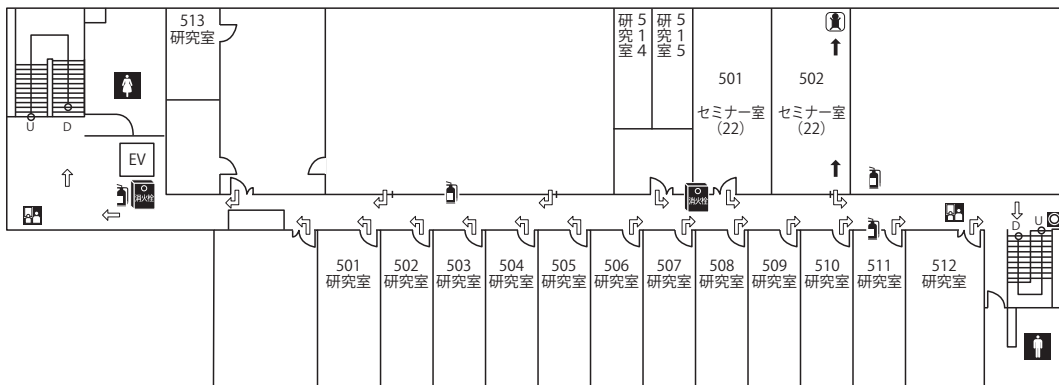 513
研究室
研究室514
研究室515
501
セミナー室
(22)
502
セミナー室
(22)
U
D
EV
消火栓
消火栓
D
U
501
研究室
502
研究室
503
研究室
504
研究室
505
研究室
506
研究室
507
研究室
508
研究室
509
研究室
510
研究室
511
研究室
512
研究室